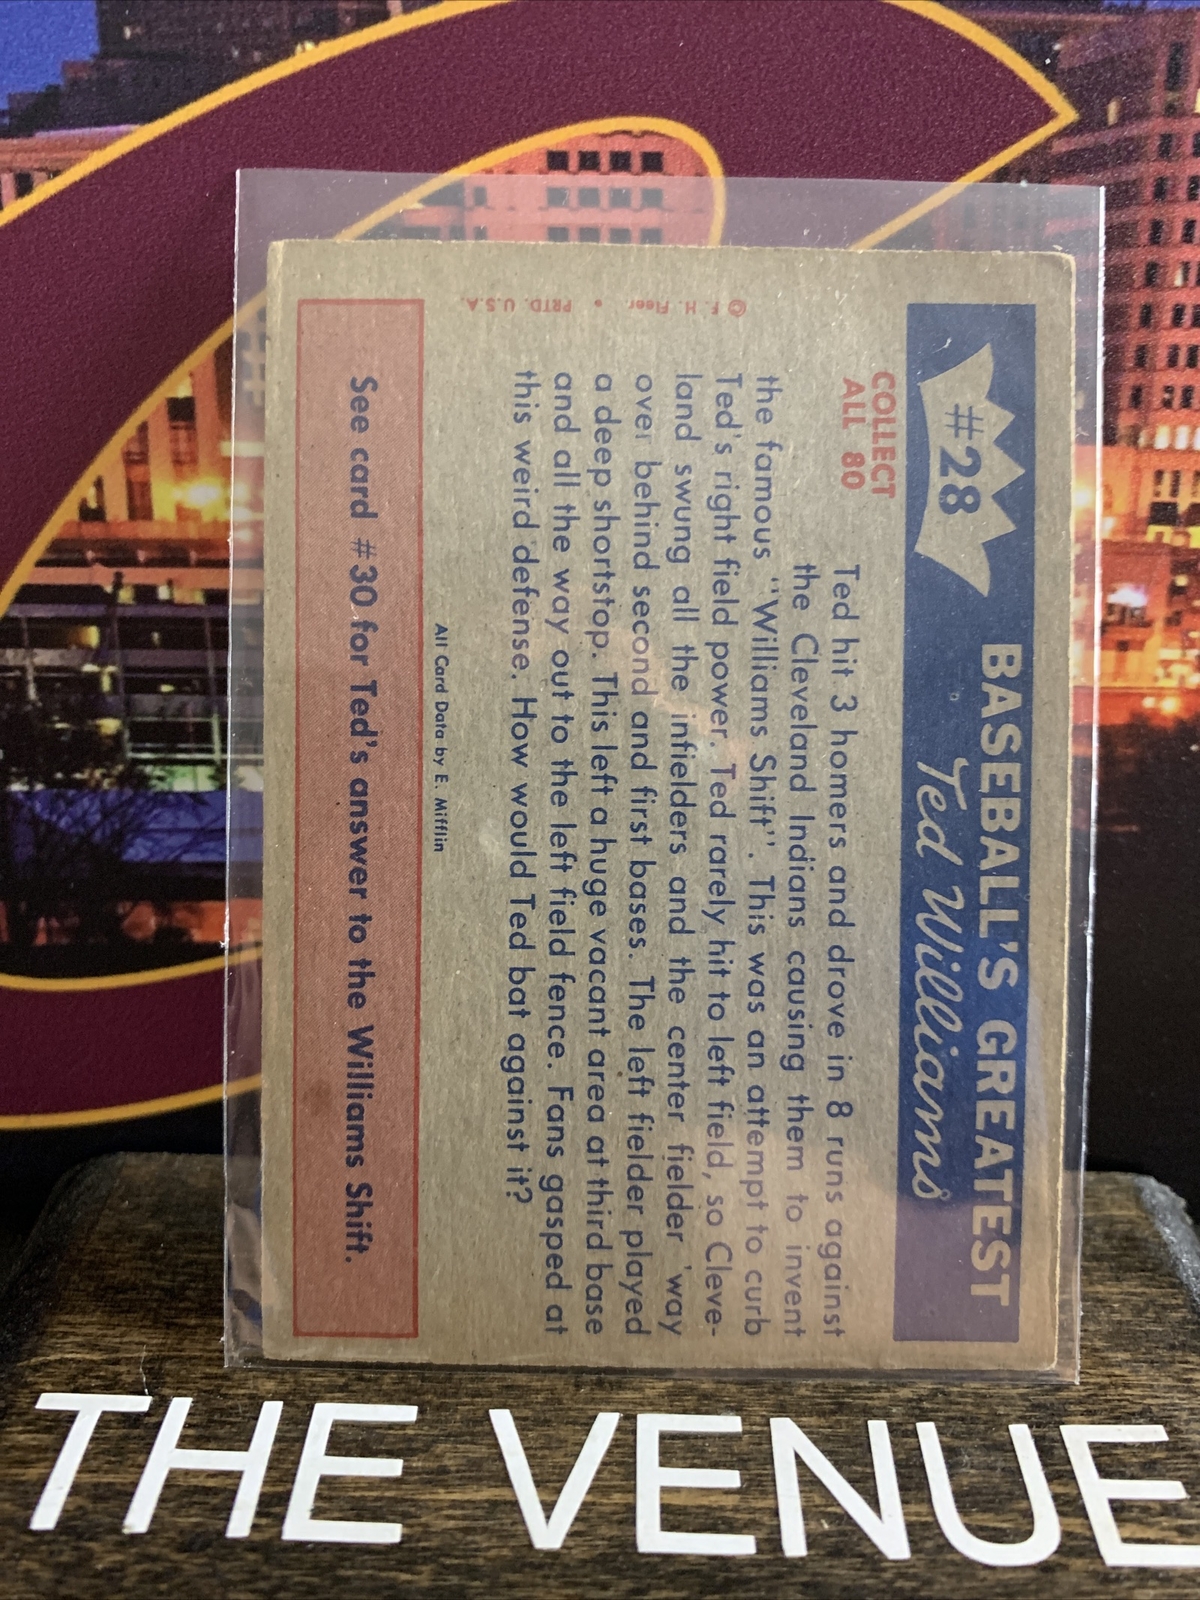 #28
BASEBALL'S GREATEST
Ted Williams
COLLECT
ALL 80
Ted hit 3 homers and drove in 8 runs against
the Cleveland Indians causing them to invent
the famous "Williams Shift". This was an attempt to curb
Ted's right field power. Ted rarely hit to left field, so Cleve-
land swung all the infielders and the center fielder 'way
over behind second and first bases. The left fielder played
a deep shortstop. This left a huge vacant area at third base
and all the way out to the left field fence. Fans gasped at
this weird defense. How would Ted bat against it?
All Card Data by E. Mifflin
See card #30 for Ted's answer to the Williams Shift.
© F. H. Fleer • PRTD. U.S.A.
THE VENUE